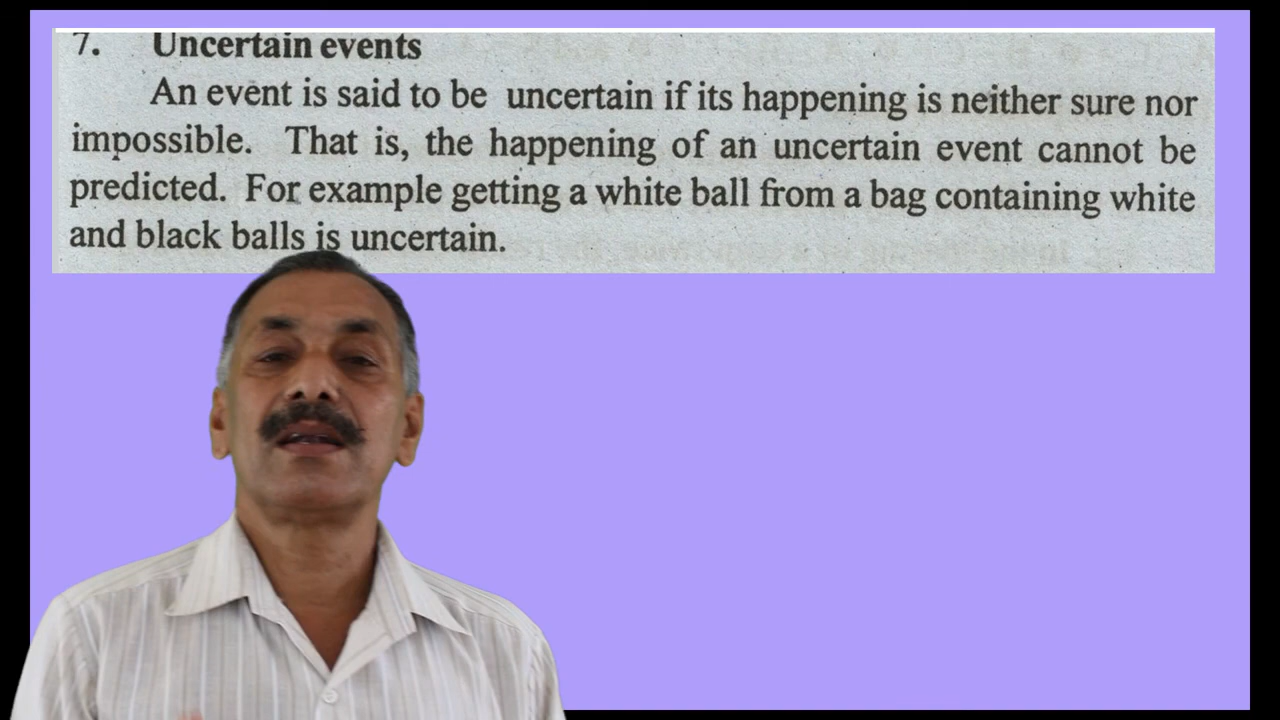 7. Uncertain events
An event is said to be uncertain if its happening is neither sure nor
impossible. That is, the happening of an uncertain event cannot be
predicted. For example getting a white ball from a bag containing white
and black balls is uncertain.